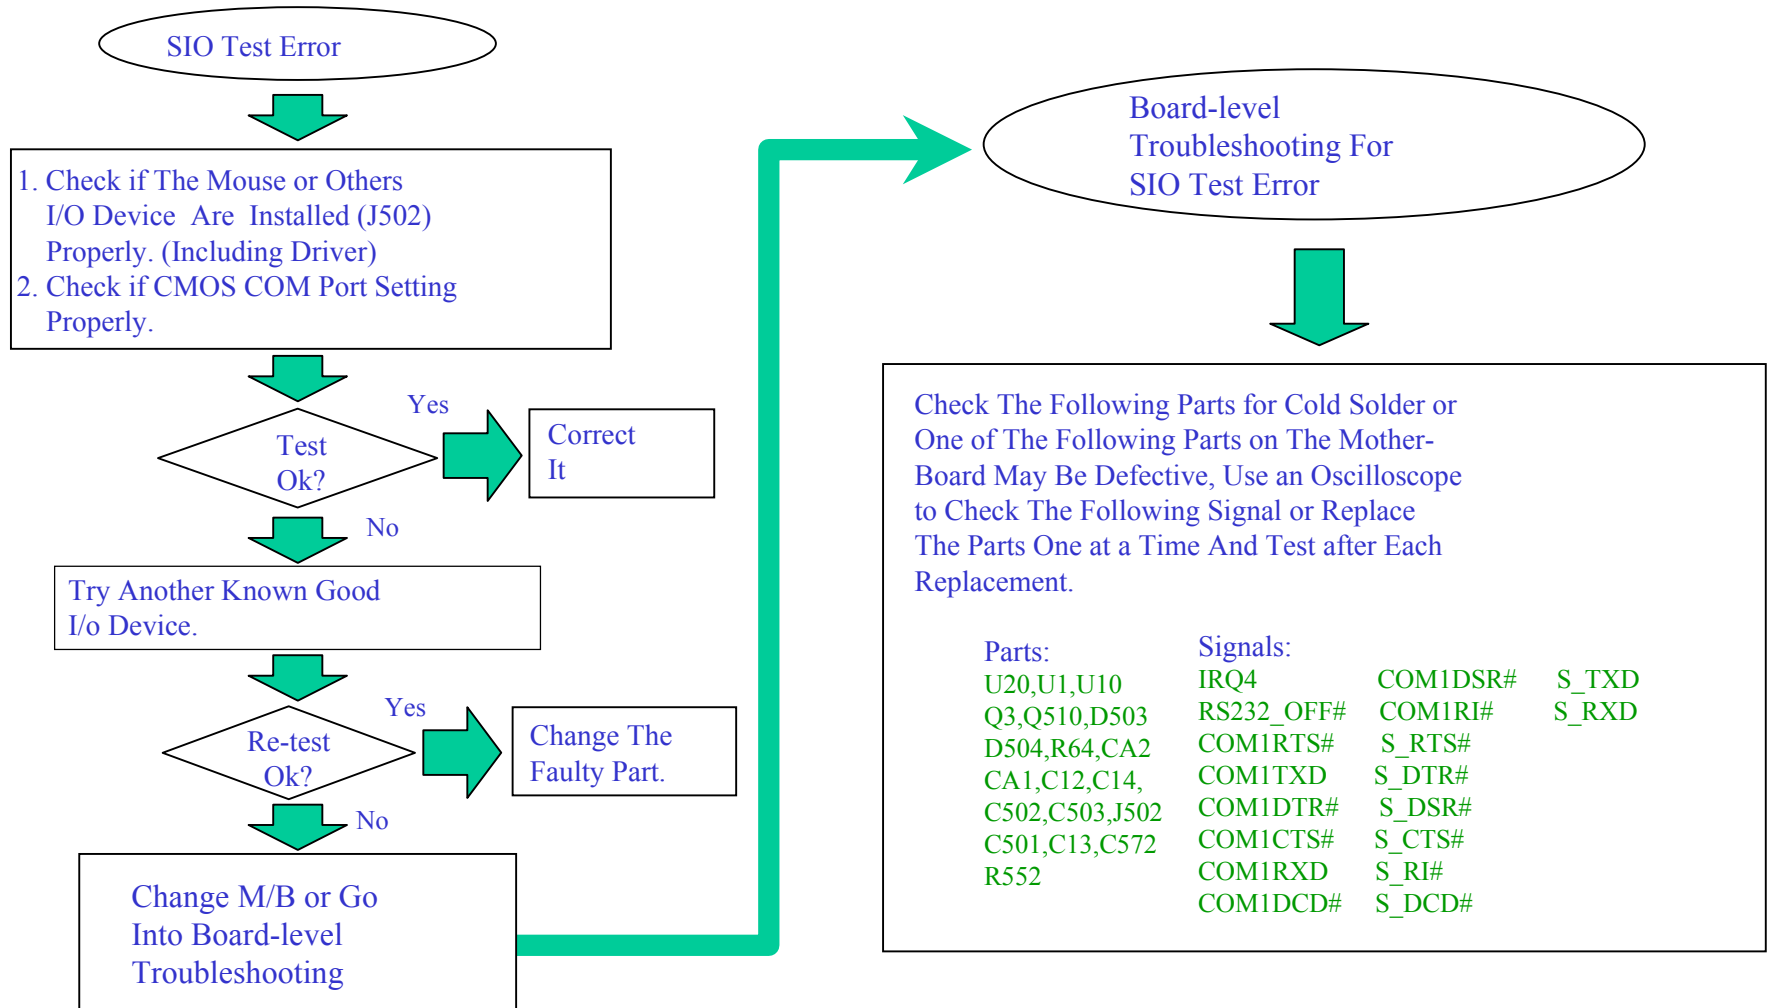 SIO Test Error
1. Check if The Mouse or Others
I/O Device Are Installed (J502)
Properly. (Including Driver)
2. Check if CMOS COM Port Setting
Properly.
Test
Ok?
Yes
Correct
It
No
Try Another Known Good
I/o Device.
Re-test
Ok?
Yes
Change The
Faulty Part.
No
Change M/B or Go
Into Board-level
Troubleshooting
Board-level
Troubleshooting For
SIO Test Error
Check The Following Parts for Cold Solder or
One of The Following Parts on The Mother-
Board May Be Defective, Use an Oscilloscope
to Check The Following Signal or Replace
The Parts One at a Time And Test after Each
Replacement.
Parts:
U20,U1,U10
Q3,Q510,D503
D504,R64,CA2
CA1,C12,C14,
C502,C503,J502
C501,C13,C572
R552
Signals:
IRQ4 COM1DSR# S_TXD
RS232_OFF# COM1RI# S_RXD
COM1RTS# S_RTS#
COM1TXD S_DTR#
COM1DTR# S_DSR#
COM1CTS# S_CTS#
COM1RXD S_RI#
COM1DCD# S_DCD#